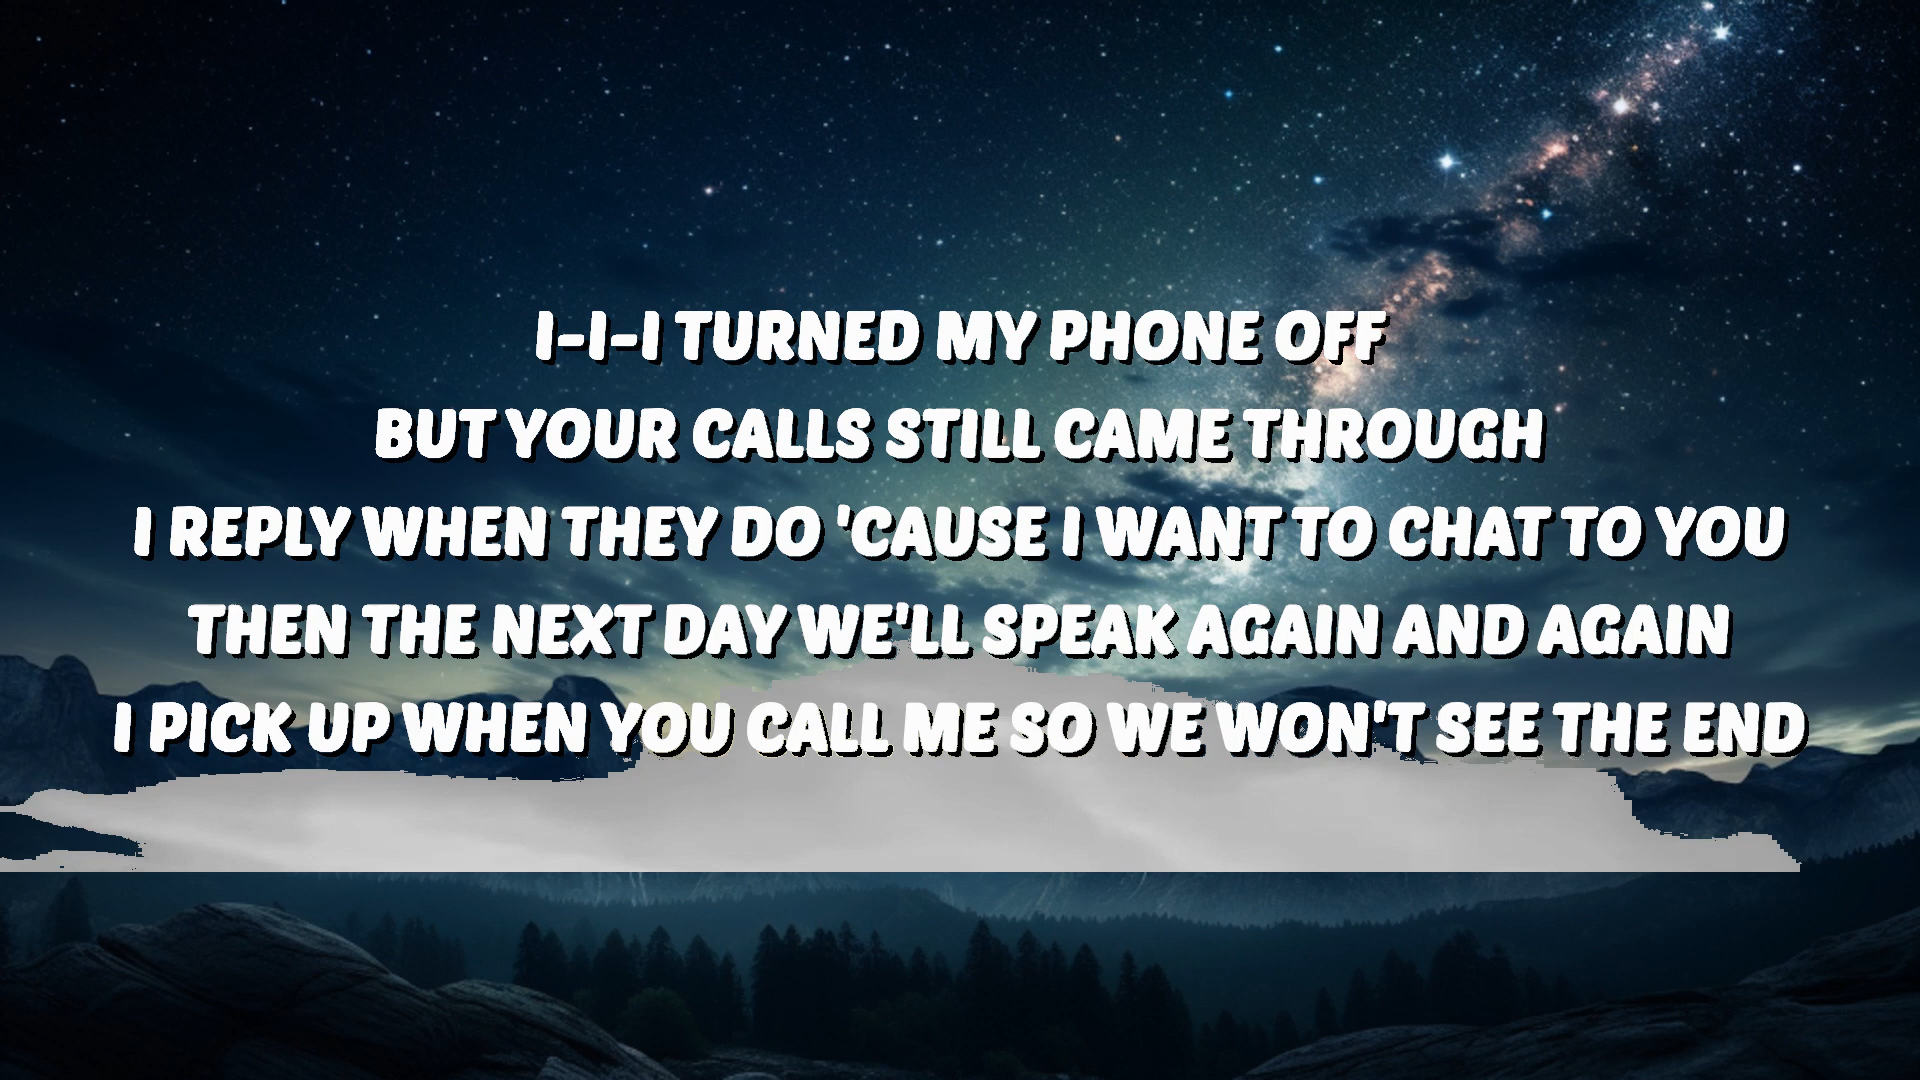 I-I-I TURNED MY PHONE OFF
BUT YOUR CALLS STILL CAME THROUGH
I REPLY WHEN THEY DO 'CAUSE I WANT TO CHAT TO YOU
THEN THE NEXT DAY WE'LL SPEAK AGAIN AND AGAIN
I PICK UP WHEN YOU CALL ME SO WE WON'T SEE THE END